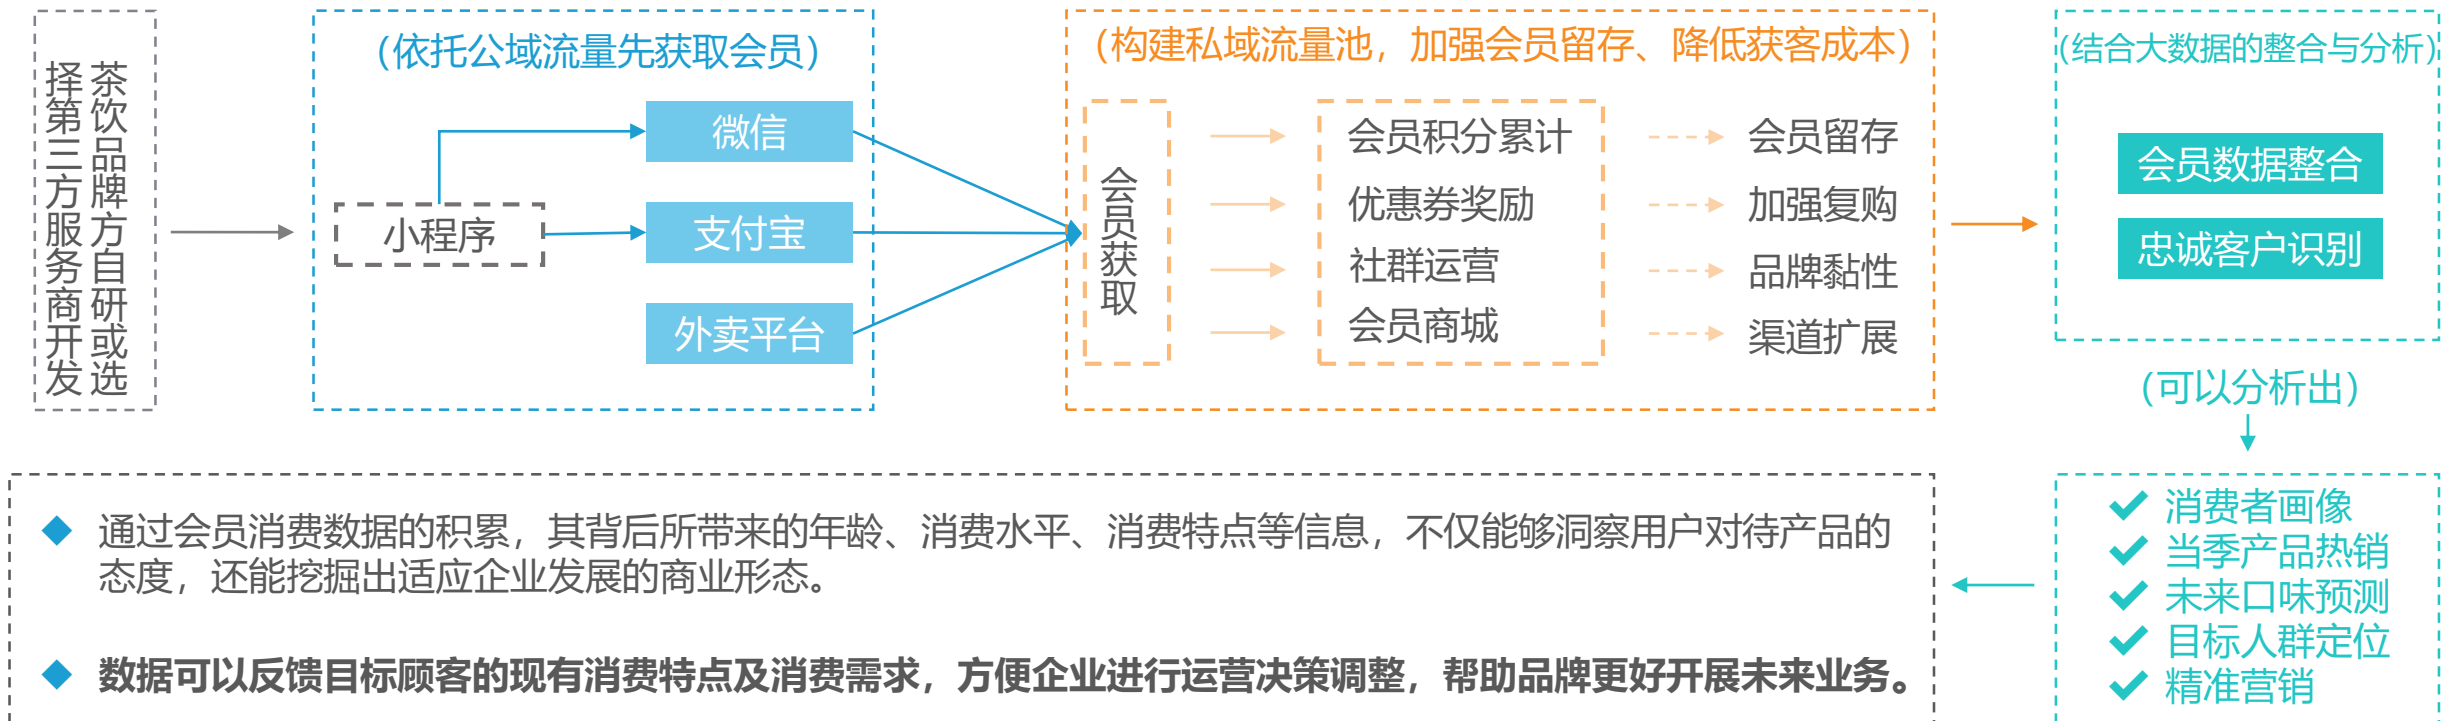 茶饮品牌方自研或选
择第三方服务商开发
(依托公域流量先获取会员)
小程序
微信
支付宝
外卖平台
(构建私域流量池，加强会员留存、降低获客成本)
会员获取
会员积分累计
优惠券奖励
社群运营
会员商城
会员留存
加强复购
品牌黏性
渠道扩展
(结合大数据的整合与分析)
会员数据整合
忠诚客户识别
(可以分析出)
消费者画像
当季产品热销
未来口味预测
目标人群定位
精准营销
通过会员消费数据的积累，其背后所带来的年龄、消费水平、消费特点等信息，不仅能够洞察用户对待产品的
态度，还能挖掘出适应企业发展的商业形态。
数据可以反馈目标顾客的现有消费特点及消费需求，方便企业进行运营决策调整，帮助品牌更好开展未来业务。